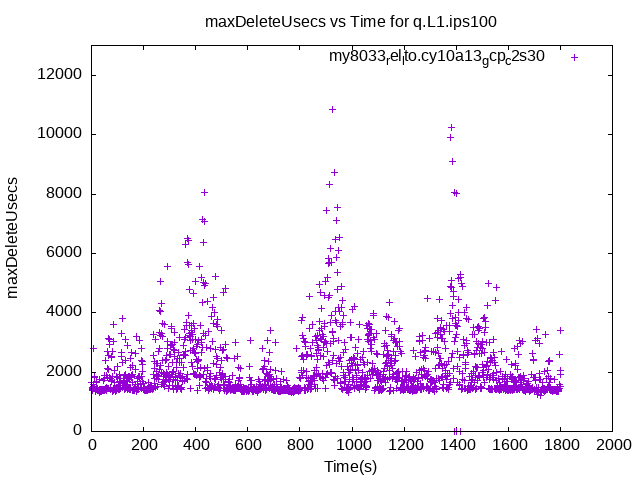 maxDeleteUsecs vs Time for q.L1.ips100
my8033relito.cy10a13gcpc2s30
12000
10000
8000
6000
4000
2000
0
maxDeleteUsecs
0 200 400 600 800 1000 1200 1400 1600 1800 2000
Time(s)